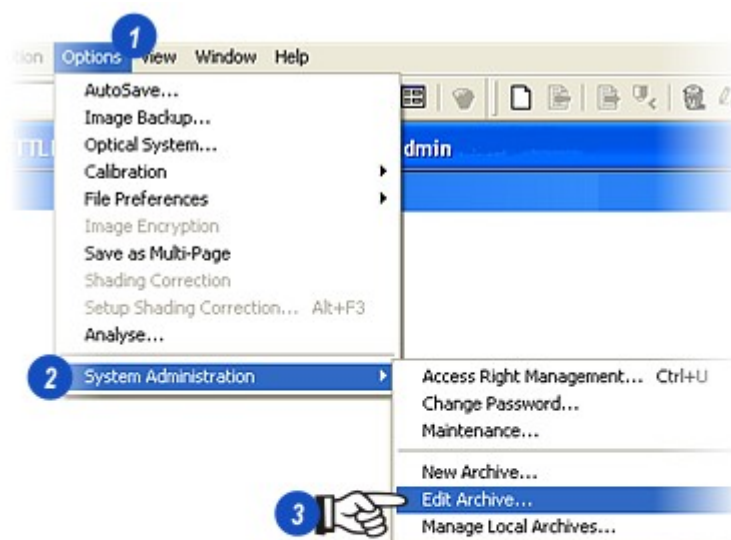 1
Options View Window Help
AutoSave...
Image Backup...
Optical System...
dmin
Calibration
File Preferences
Image Encryption
Save as Multi-Page
Shading Correction
Setup Shading Correction... Alt+F3
Analyse...
2 System Administration
Access Right Management... Ctrl+U
Change Password...
Maintenance...
New Archive...
3 Edit Archive...
Manage Local Archives...